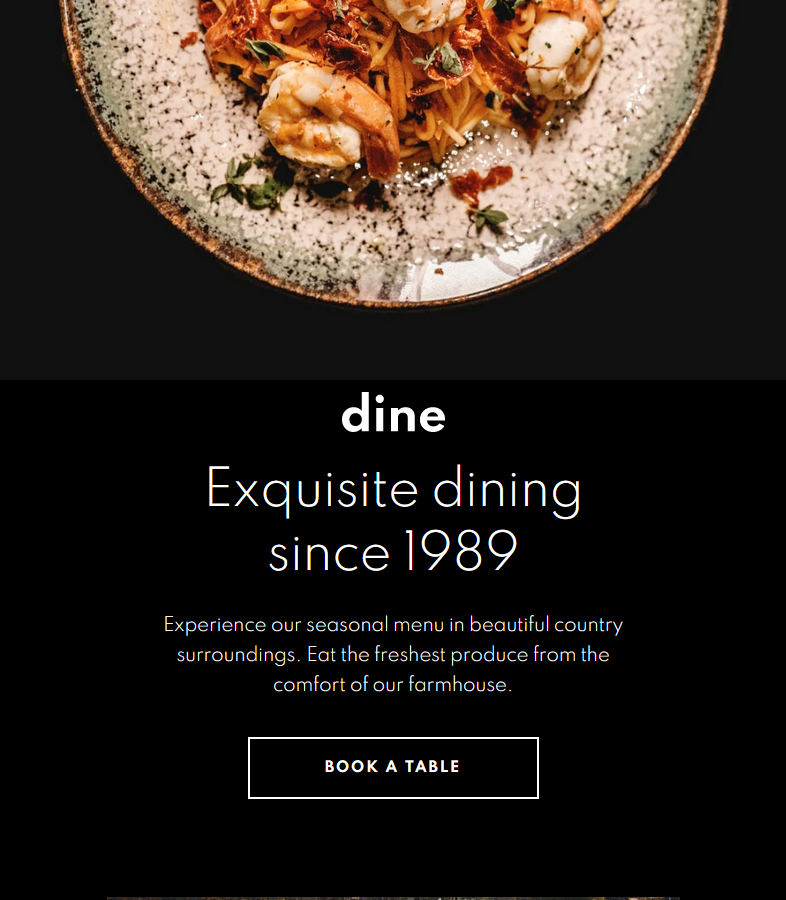 dine
Exquisite dining
since 1989
Experience our seasonal menu in beautiful country
surroundings. Eat the freshest produce from the
comfort of our farmhouse.
BOOK A TABLE